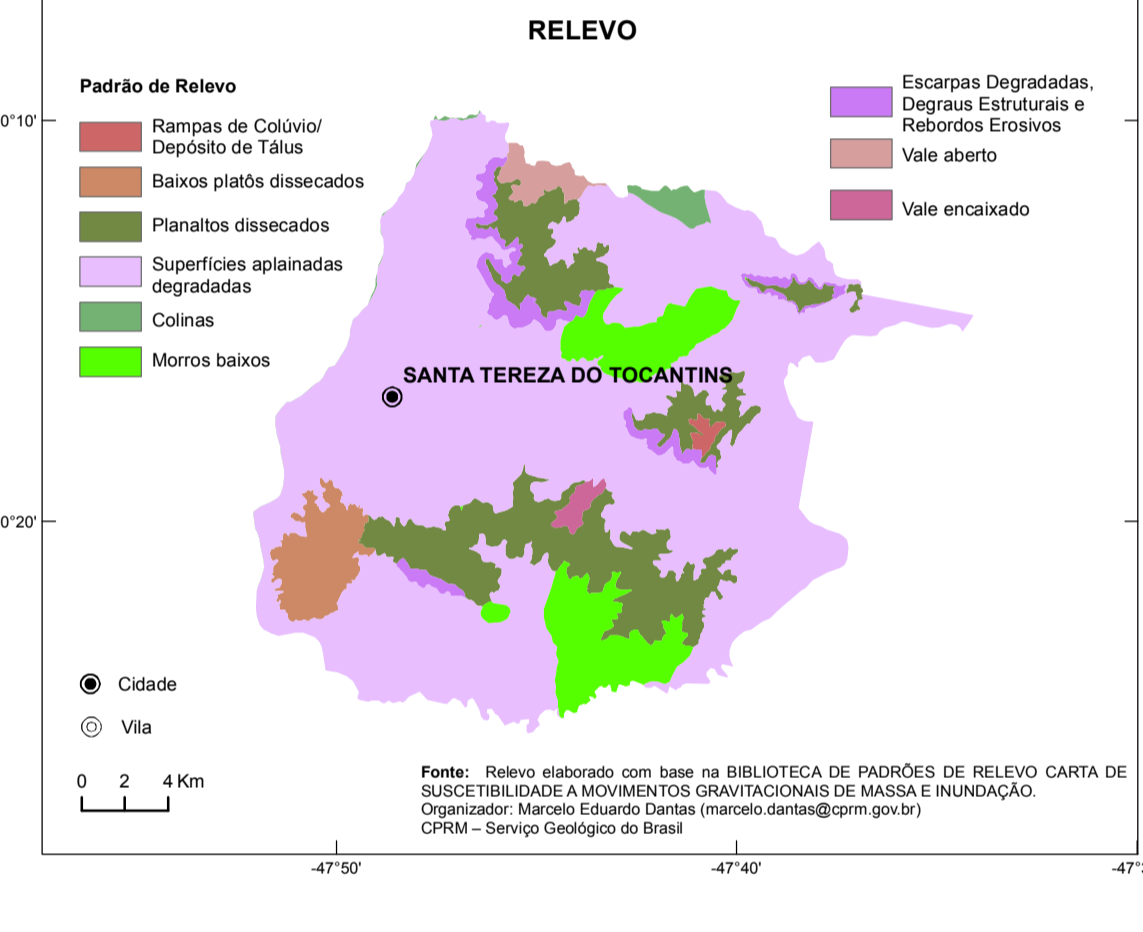 RELEVO
Padrão de Relevo
Rampas de Colúvio/
Depósito de Tálus
Baixos platôs dissecados
Planaltos dissecados
Superfícies aplainadas
degradadas
Colinas
Morros baixos
Escarpas Degradadas,
Degraus Estruturais e
Rebordos Erosivos
Vale aberto
Vale encaixado
0°10'
SANTA TEREZA DO TOCANTINS
0°20'
Cidade
Vila
0 2 4 Km
Fonte: Relevo elaborado com base na BIBLIOTECA DE PADRÕES DE RELEVO CARTA DE
SUSCETIBILIDADE A MOVIMENTOS GRAVITACIONAIS DE MASSA E INUNDAÇÃO.
Organizador: Marcelo Eduardo Dantas (marcelo.dantas@cprm.gov.br)
CPRM – Serviço Geológico do Brasil
-47°50' -47°40'